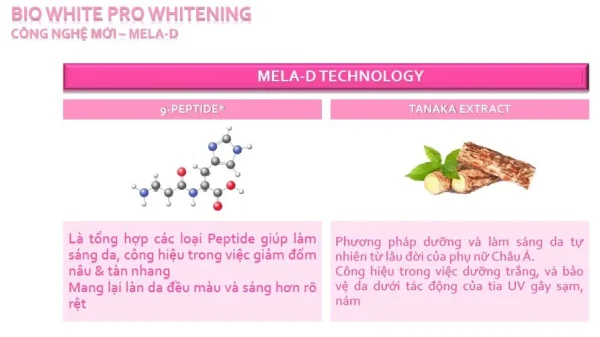 BIO WHITE PRO WHITENING
CÔNG NGHỆ MỚI – MELA-D
MELA-D TECHNOLOGY
9-PEPTIDE*
TANAKA EXTRACT
H
N
N
H
O
H
N
N
H
O
O
H
Là tổng hợp các loại Peptide giúp làm
sáng da, công hiệu trong việc giảm đốm
nâu & tàn nhang
Mang lại làn da đều màu và sáng hơn rõ
rệt
Phương pháp dưỡng và làm sáng da tự
nhiên từ lâu đời của phụ nữ Châu Á.
Công hiệu trong việc dưỡng trắng, và bảo
vệ da dưới tác động của tia UV gây sạm,
nám